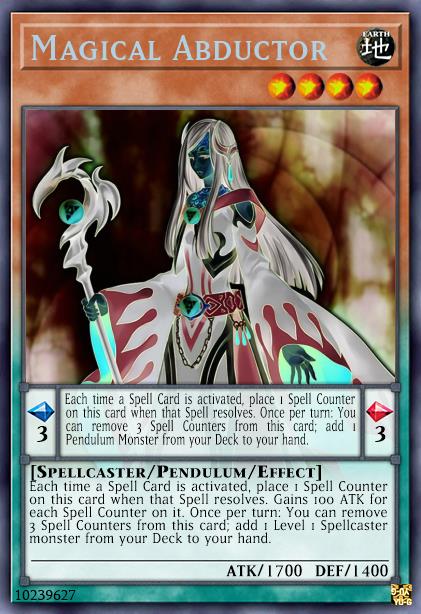 Magical Abductor
EARTH
地
Each time a Spell Card is activated, place 1 Spell Counter
on this card when that Spell resolves. Once per turn: You
can remove 3 Spell Counters from this card; add 1
Pendulum Monster from your Deck to your hand.
3
3
[Spellcaster/Pendulum/Effect]
Each time a Spell Card is activated, place 1 Spell Counter
on this card when that Spell resolves. Gains 100 ATK for
each Spell Counter on it. Once per turn: You can remove
3 Spell Counters from this card; add 1 Level 1 Spellcaster
monster from your Deck to your hand.
ATK/1700 DEF/1400
10239627